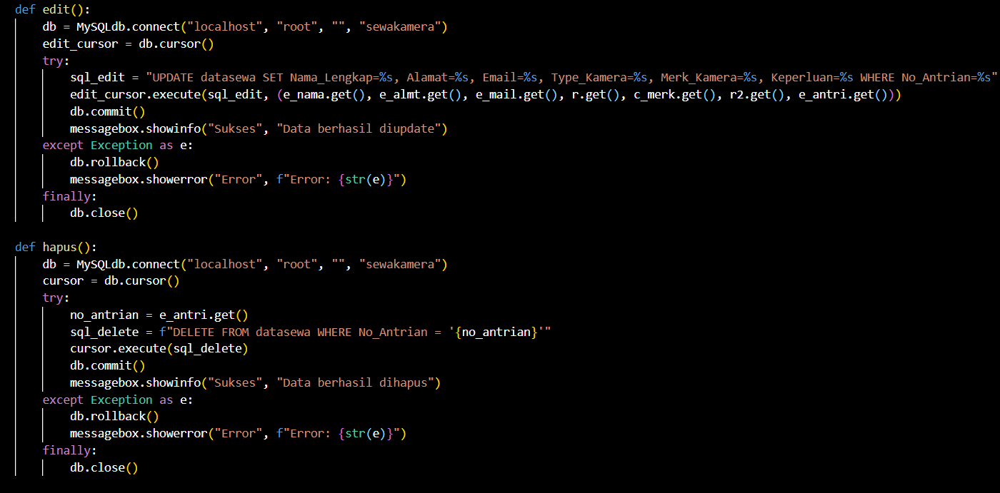 def edit():
    db = MySQLdb.connect("localhost", "root", "", "sewakamera")
    edit_cursor = db.cursor()
    try:
        sql_edit = "UPDATE datasewa SET Nama_Lengkap=%s, Alamat=%s, Email=%s, Type_Kamera=%s, Merk_Kamera=%s, Keperluan=%s WHERE No_Antrian=%s"
        edit_cursor.execute(sql_edit, (e_nama.get(), e_almt.get(), e_mail.get(), r.get(), c_merk.get(), r2.get(), e_antri.get()))
        db.commit()
        messagebox.showinfo("Sukses", "Data berhasil diupdate")
    except Exception as e:
        db.rollback()
        messagebox.showerror("Error", f"Error: {str(e)}")
    finally:
        db.close()

def hapus():
    db = MySQLdb.connect("localhost", "root", "", "sewakamera")
    cursor = db.cursor()
    try:
        no_antrian = e_antri.get()
        sql_delete = f"DELETE FROM datasewa WHERE No_Antrian = '{no_antrian}'"
        cursor.execute(sql_delete)
        db.commit()
        messagebox.showinfo("Sukses", "Data berhasil dihapus")
    except Exception as e:
        db.rollback()
        messagebox.showerror("Error", f"Error: {str(e)}")
    finally:
        db.close()